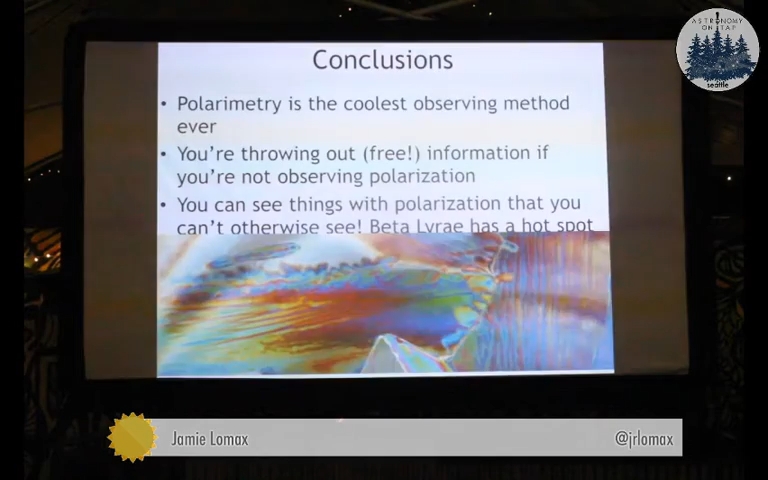 ASTRONOMY
ON TAP
seattle
Conclusions
• Polarimetry is the coolest observing method
ever
• You're throwing out (free!) information if
you're not observing polarization
• You can see things with polarization that you
can't otherwise see! Beta Lyrae has a hot spot
Jamie Lomax
@jrlomax